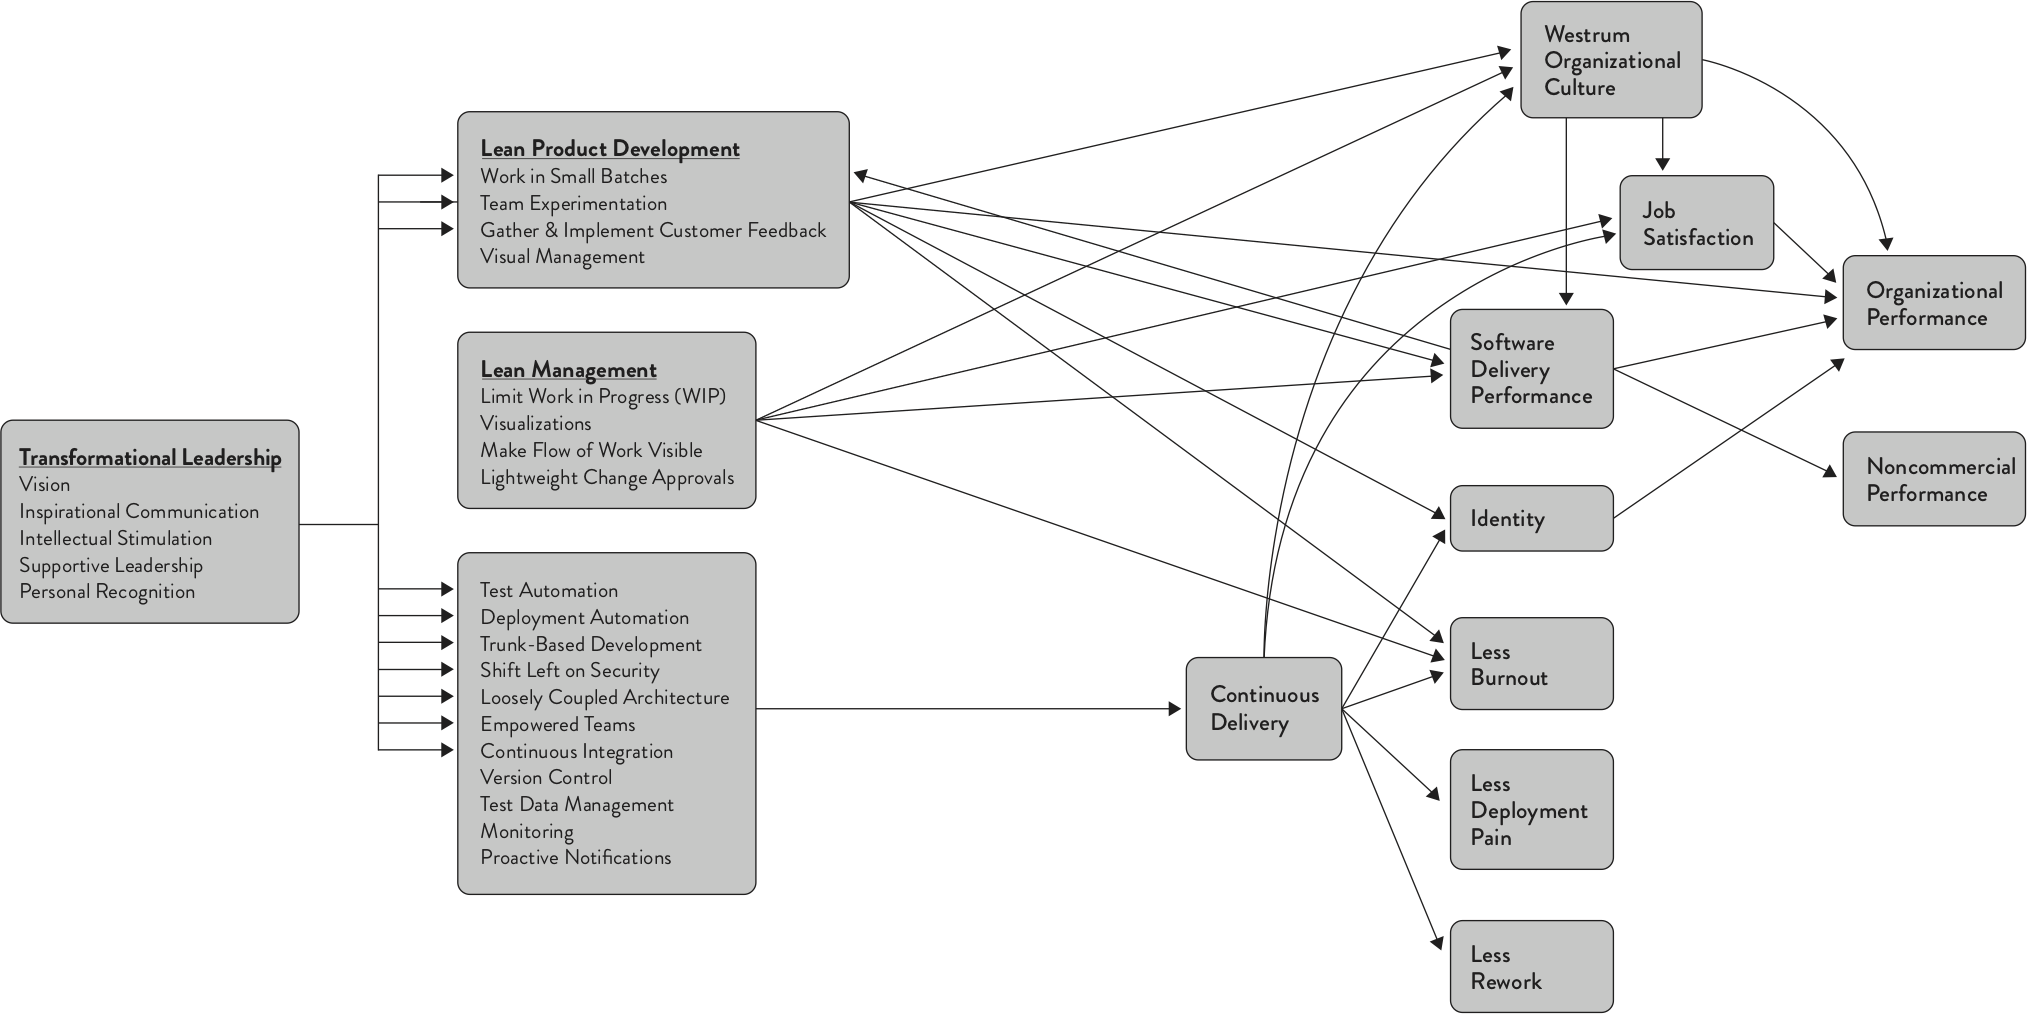 Transformational Leadership
Vision
Inspirational Communication
Intellectual Stimulation
Supportive Leadership
Personal Recognition
Lean Product Development
Work in Small Batches
Team Experimentation
Gather & Implement Customer Feedback
Visual Management
Lean Management
Limit Work in Progress (WIP)
Visualizations
Make Flow of Work Visible
Lightweight Change Approvals
Test Automation
Deployment Automation
Trunk-Based Development
Shift Left on Security
Loosely Coupled Architecture
Empowered Teams
Continuous Integration
Version Control
Test Data Management
Monitoring
Proactive Notifications
Continuous
Delivery
Westrum
Organizational
Culture
Job
Satisfaction
Software
Delivery
Performance
Identity
Less
Burnout
Less
Deployment
Pain
Less
Rework
Organizational
Performance
Noncommercial
Performance